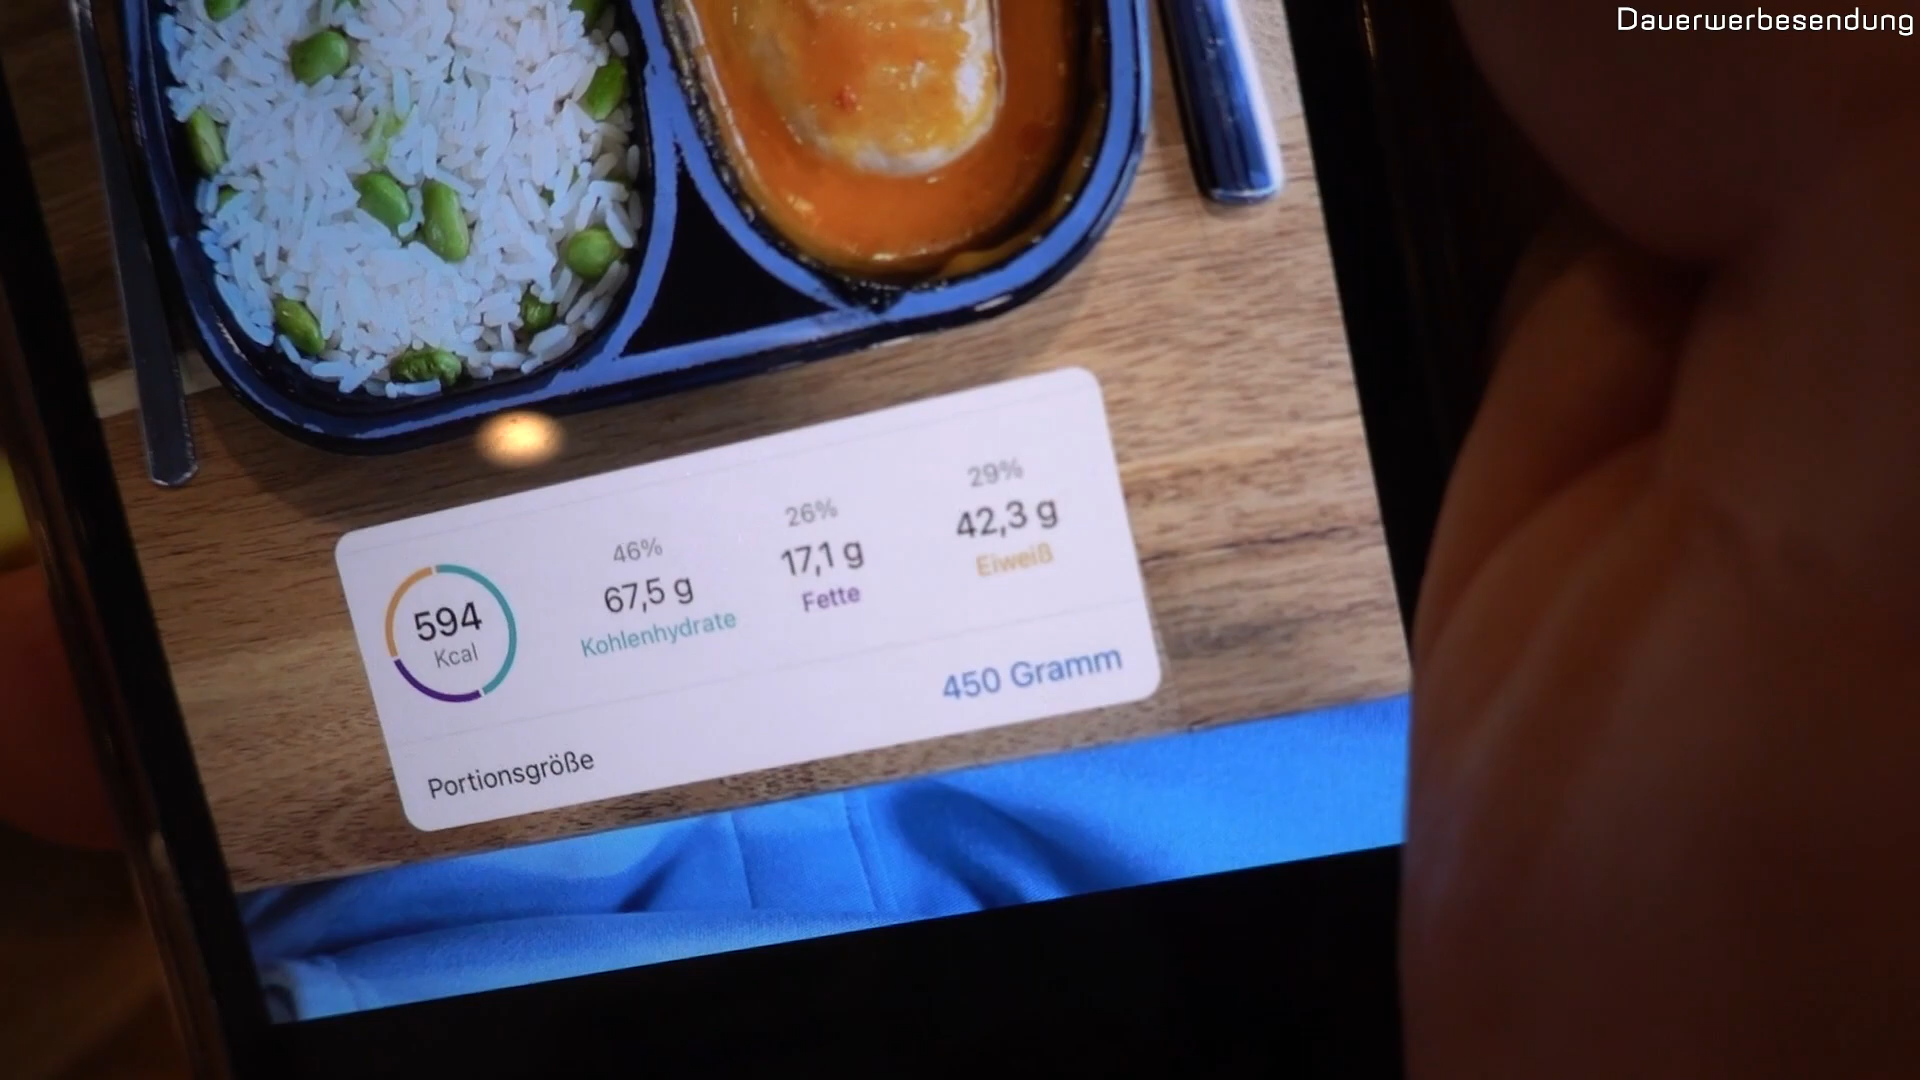 Dauerwerbesendung
46%
67,5 g
Kohlenhydrate
26%
17,1 g
Fette
29%
42,3 g
Eiweiß
594
Kcal
Portionsgröße
450 Gramm